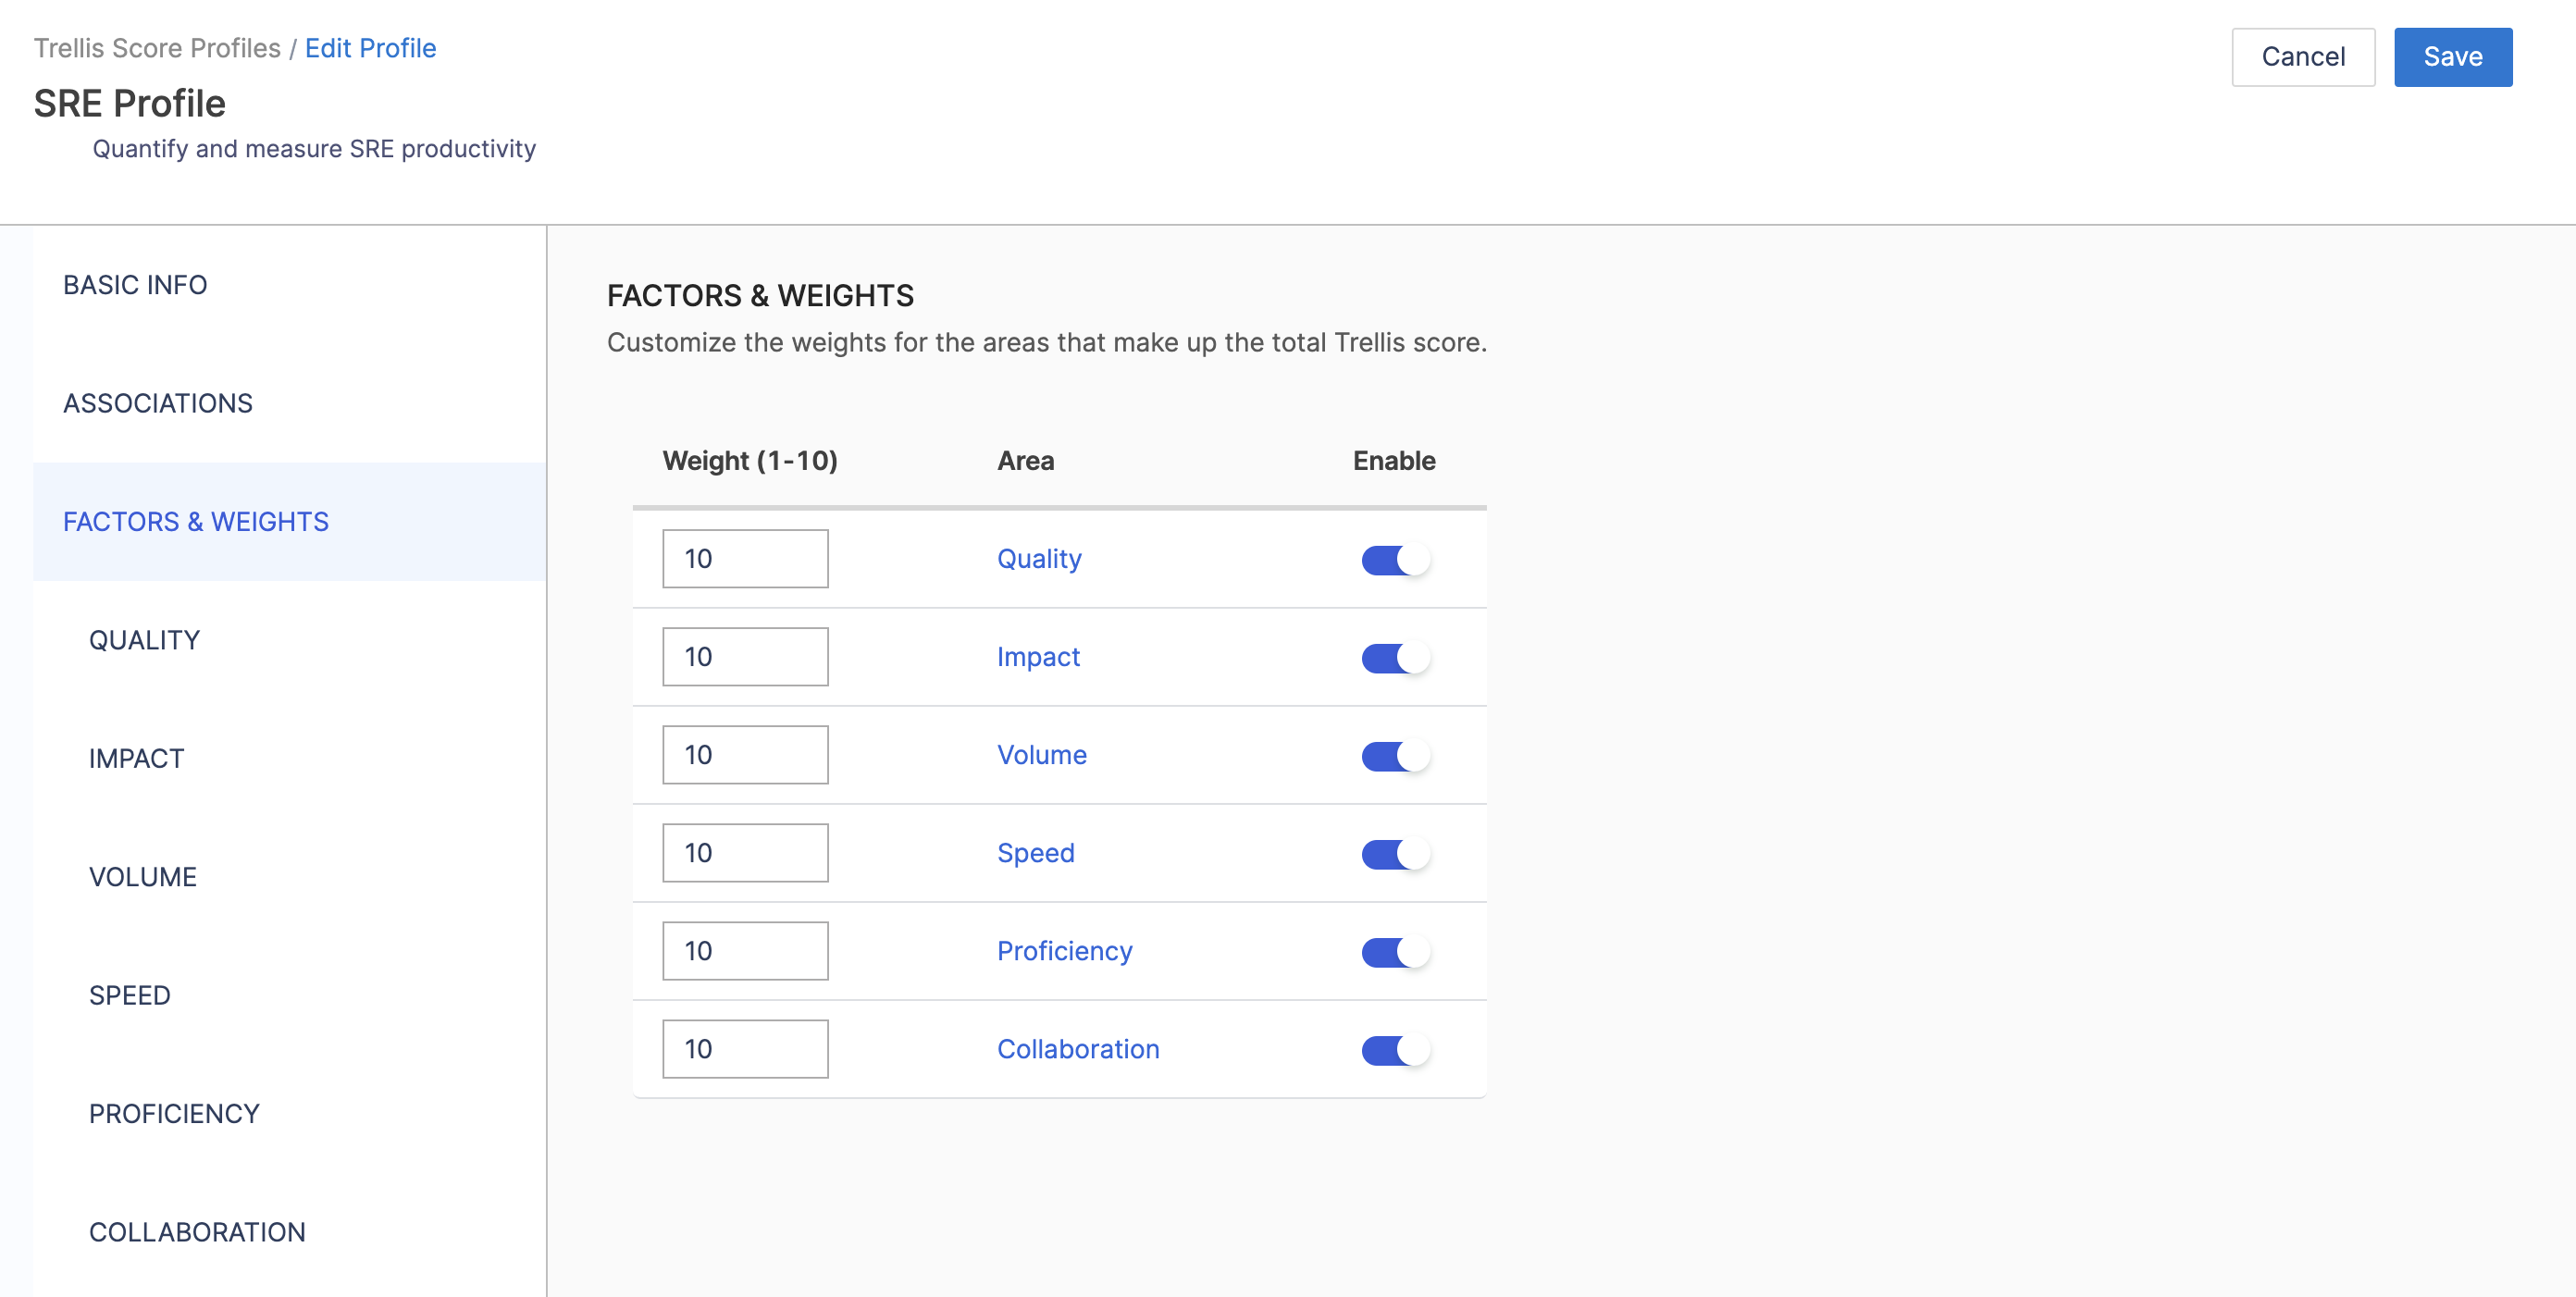 Trellis Score Profiles / Edit Profile
Cancel
Save
SRE Profile
Quantify and measure SRE productivity
BASIC INFO
ASSOCIATIONS
FACTORS & WEIGHTS
QUALITY
IMPACT
VOLUME
SPEED
PROFICIENCY
COLLABORATION
FACTORS & WEIGHTS
Customize the weights for the areas that make up the total Trellis score.
Weight (1-10) Area Enable
10 Quality
10 Impact
10 Volume
10 Speed
10 Proficiency
10 Collaboration